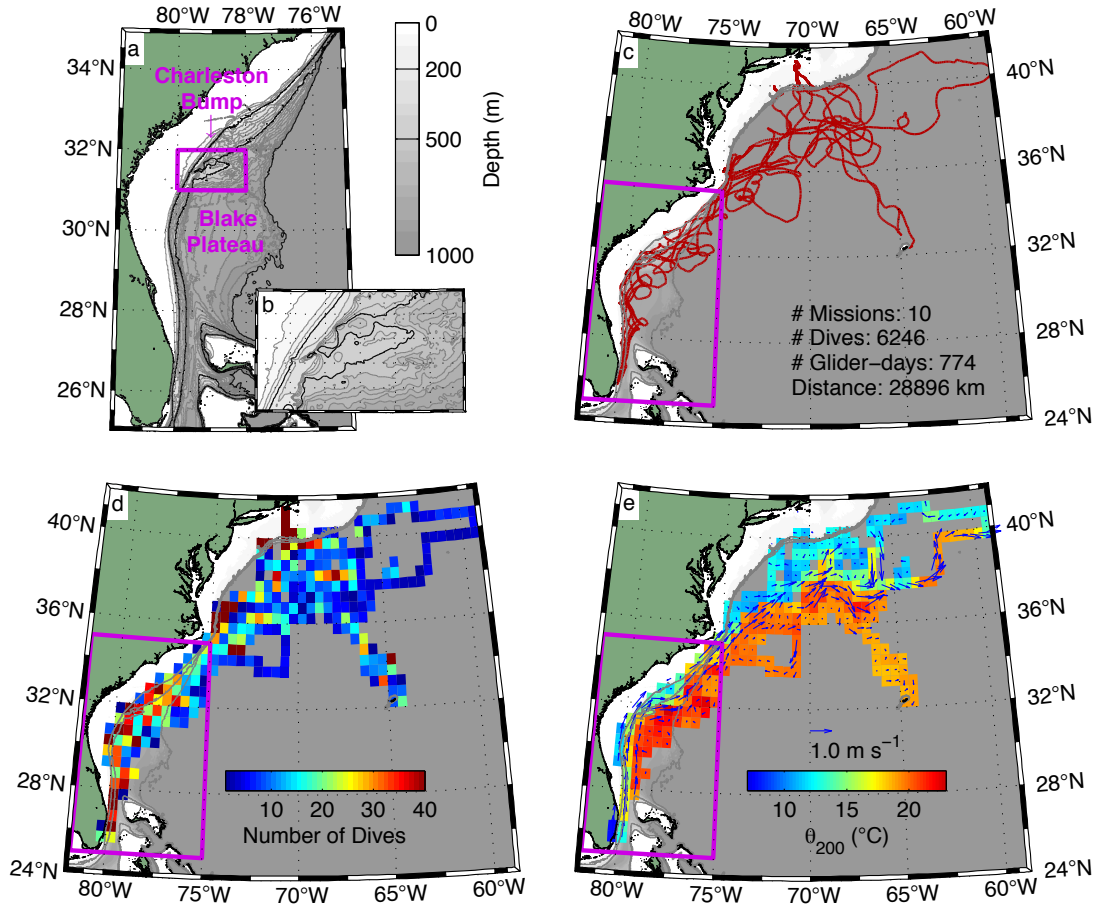 80°W 78°W 76°W
a
34°N
32°N
30°N
28°N
26°N
Charleston
Bump
Blake
Plateau
b
0
200
500
1000
Depth (m)
80°W 75°W 70°W 65°W 60°W
c
40°N
36°N
32°N
28°N
24°N
# Missions: 10
# Dives: 6246
# Glider−days: 774
Distance: 28896 km
d
40°N
36°N
32°N
28°N
24°N
10 20 30 40
Number of Dives
80°W 75°W 70°W 65°W 60°W
e
40°N
36°N
32°N
28°N
24°N
1.0 m s⁻¹
10 15 20
θ₂₀₀ (°C)
80°W 75°W 70°W 65°W 60°W